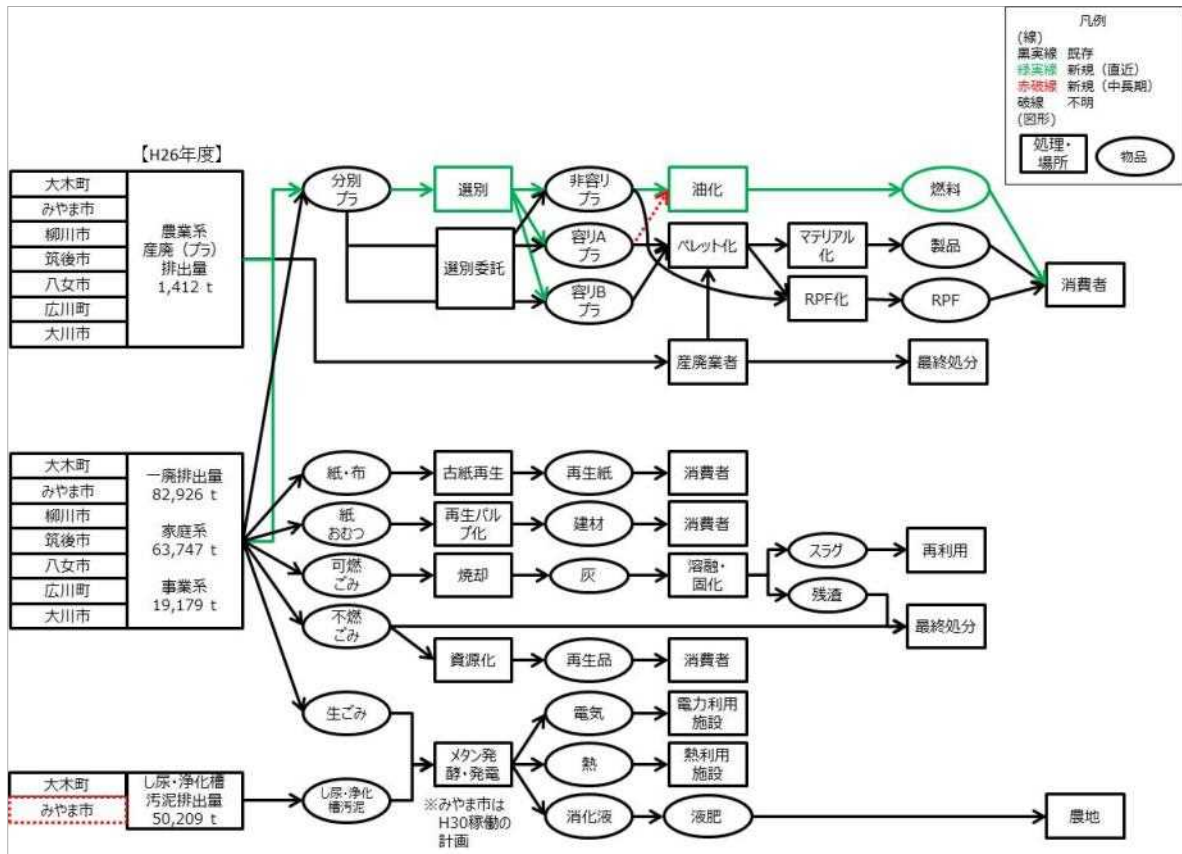 凡例
(線)
黒実線 既存
緑実線 新規（直近）
赤破線 新規（中長期）
破線 不明
(図形)
処理・
場所
物品
【H26年度】
大木町
みやま市
柳川市
筑後市
八女市
広川町
大川市
農業系
産廃（プラ）
排出量
1,412 t
分別
プラ
選別
選別委託
非容リ
プラ
容リA
プラ
容リB
プラ
油化
ペレット化
マテリアル
化
RPF化
燃料
製品
RPF
消費者
産廃業者
最終処分
大木町
みやま市
柳川市
筑後市
八女市
広川町
大川市
一廃排出量
82,926 t
家庭系
63,747 t
事業系
19,179 t
紙・布
古紙再生
再生紙
消費者
紙
おむつ
再生パル
プ化
建材
消費者
可燃
ごみ
焼却
灰
溶融・
固化
スラグ
再利用
残渣
最終処分
不燃
ごみ
資源化
再生品
消費者
生ごみ
メタン発
酵・発電
電気
電力利用
施設
熱
熱利用
施設
消化液
液肥
農地
大木町
みやま市
し尿・浄化槽
汚泥排出量
50,209 t
し尿・浄化
槽汚泥
※みやま市は
H30稼働の
計画